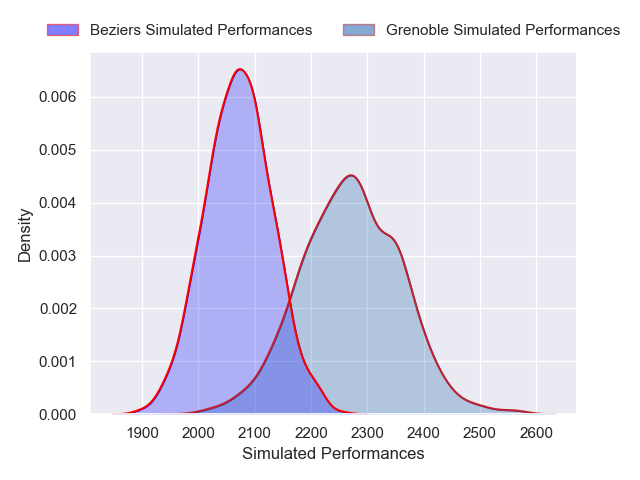 Beziers Simulated Performances
Grenoble Simulated Performances
0.006
0.005
0.004
0.003
0.002
0.001
0.000
Density
1900 2000 2100 2200 2300 2400 2500 2600
Simulated Performances